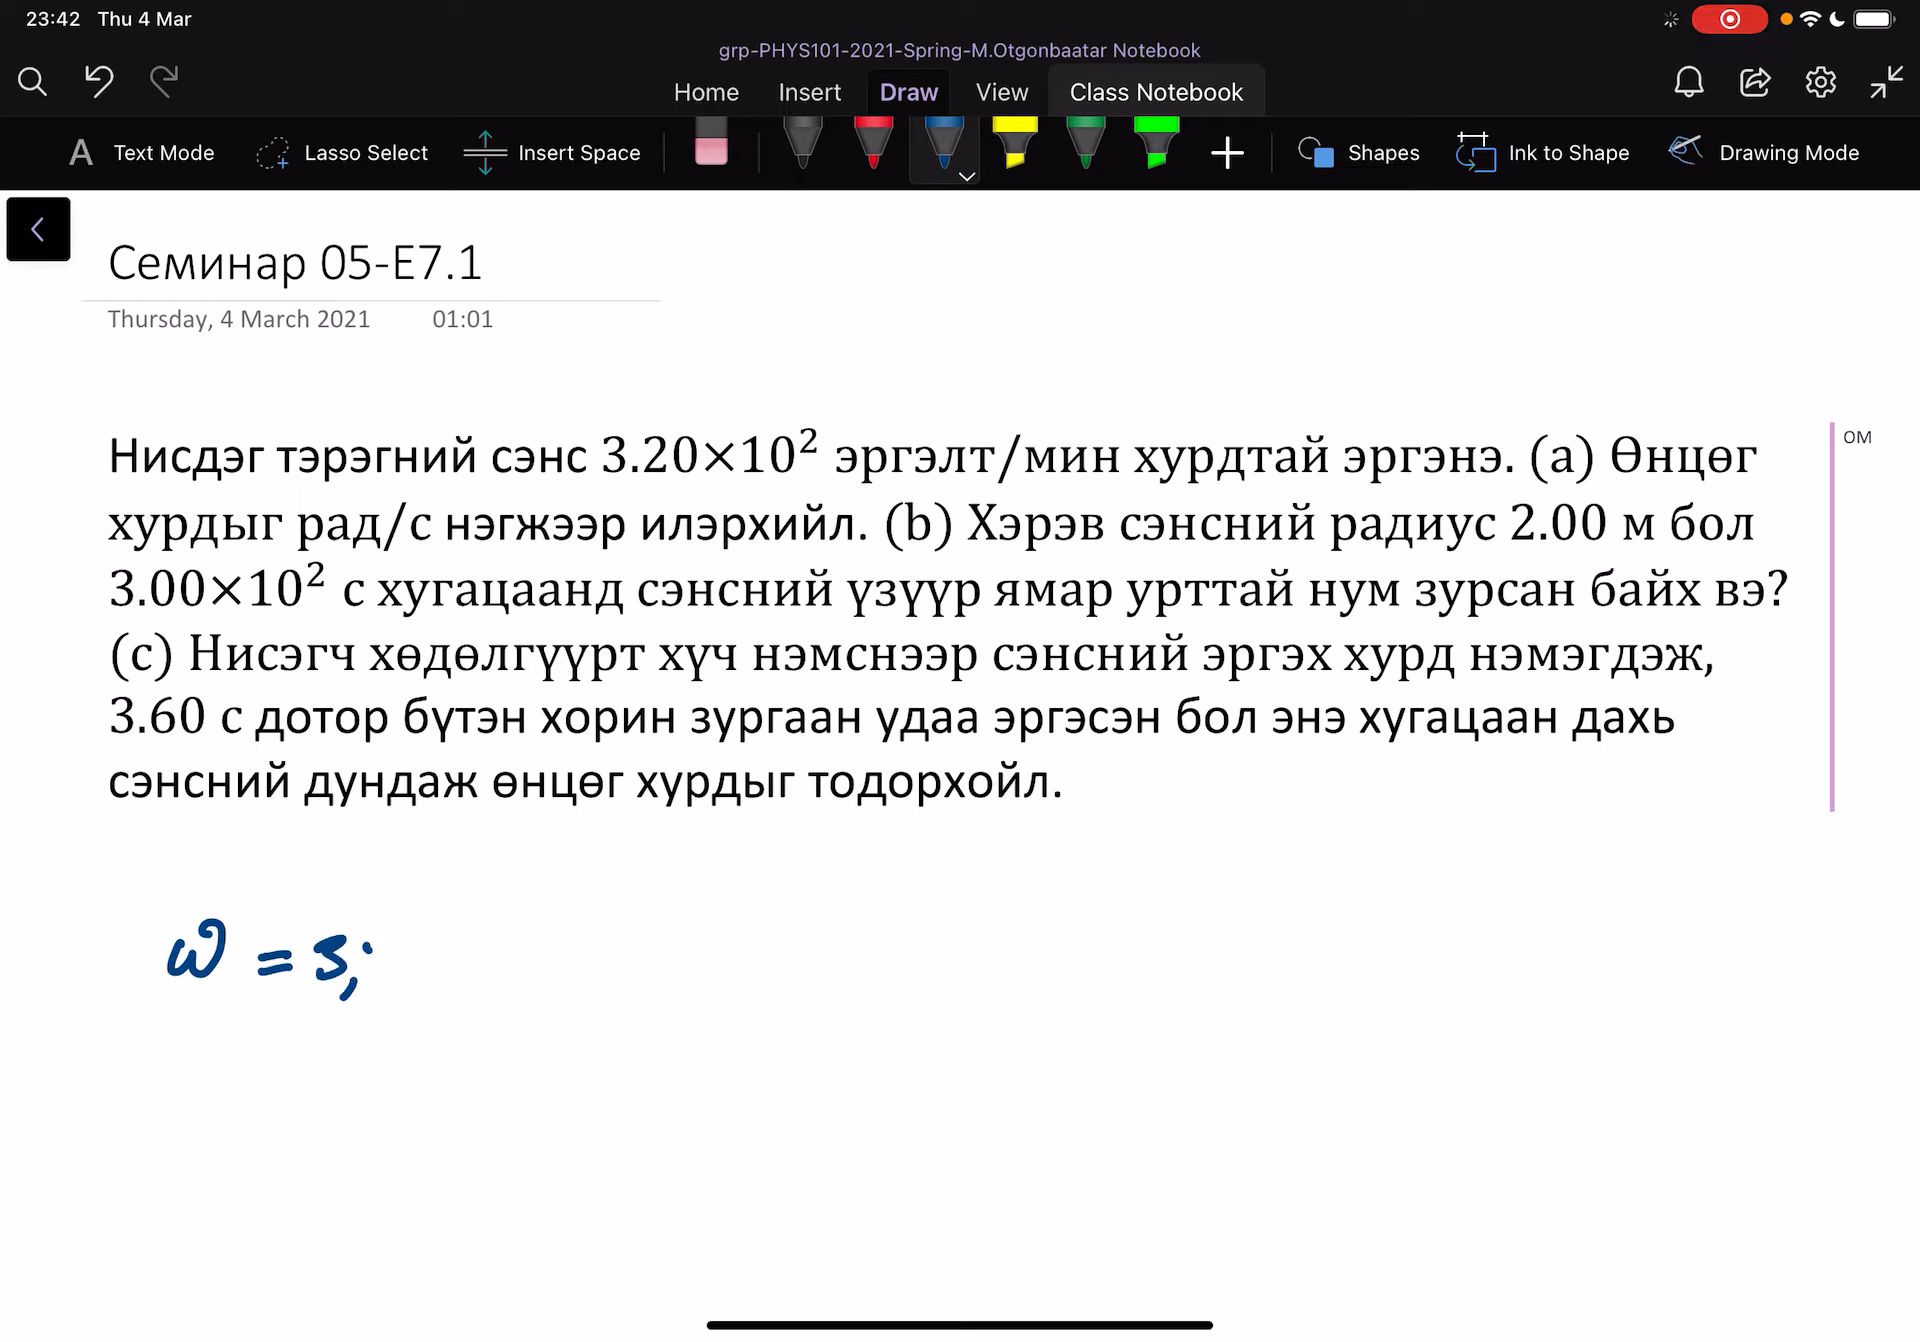 23:42 Thu 4 Mar
grp-PHYS101-2021-Spring-M.Otgonbaatar Notebook
Home Insert Draw View Class Notebook
A Text Mode Lasso Select Insert Space Shapes Ink to Shape Drawing Mode
Семинар 05-E7.1
Thursday, 4 March 2021 01:01
Нисдэг тэрэгний сэнс 3.20×10² эргэлт/мин хурдтай эргэнэ. (a) Өнцөг
хурдыг рад/с нэгжээр илэрхийл. (b) Хэрэв сэнсний радиус 2.00 м бол
3.00×10² с хугацаанд сэнсний үзүүр ямар урттай нум зурсан байх вэ?
(c) Нисэгч хөдөлгүүрт хүч нэмснээр сэнсний эргэх хурд нэмэгдэж,
3.60 с дотор бүтэн хорин зургаан удаа эргэсэн бол энэ хугацаан дахь
сэнсний дундаж өнцөг хурдыг тодорхойл.
OM
ω = 3,